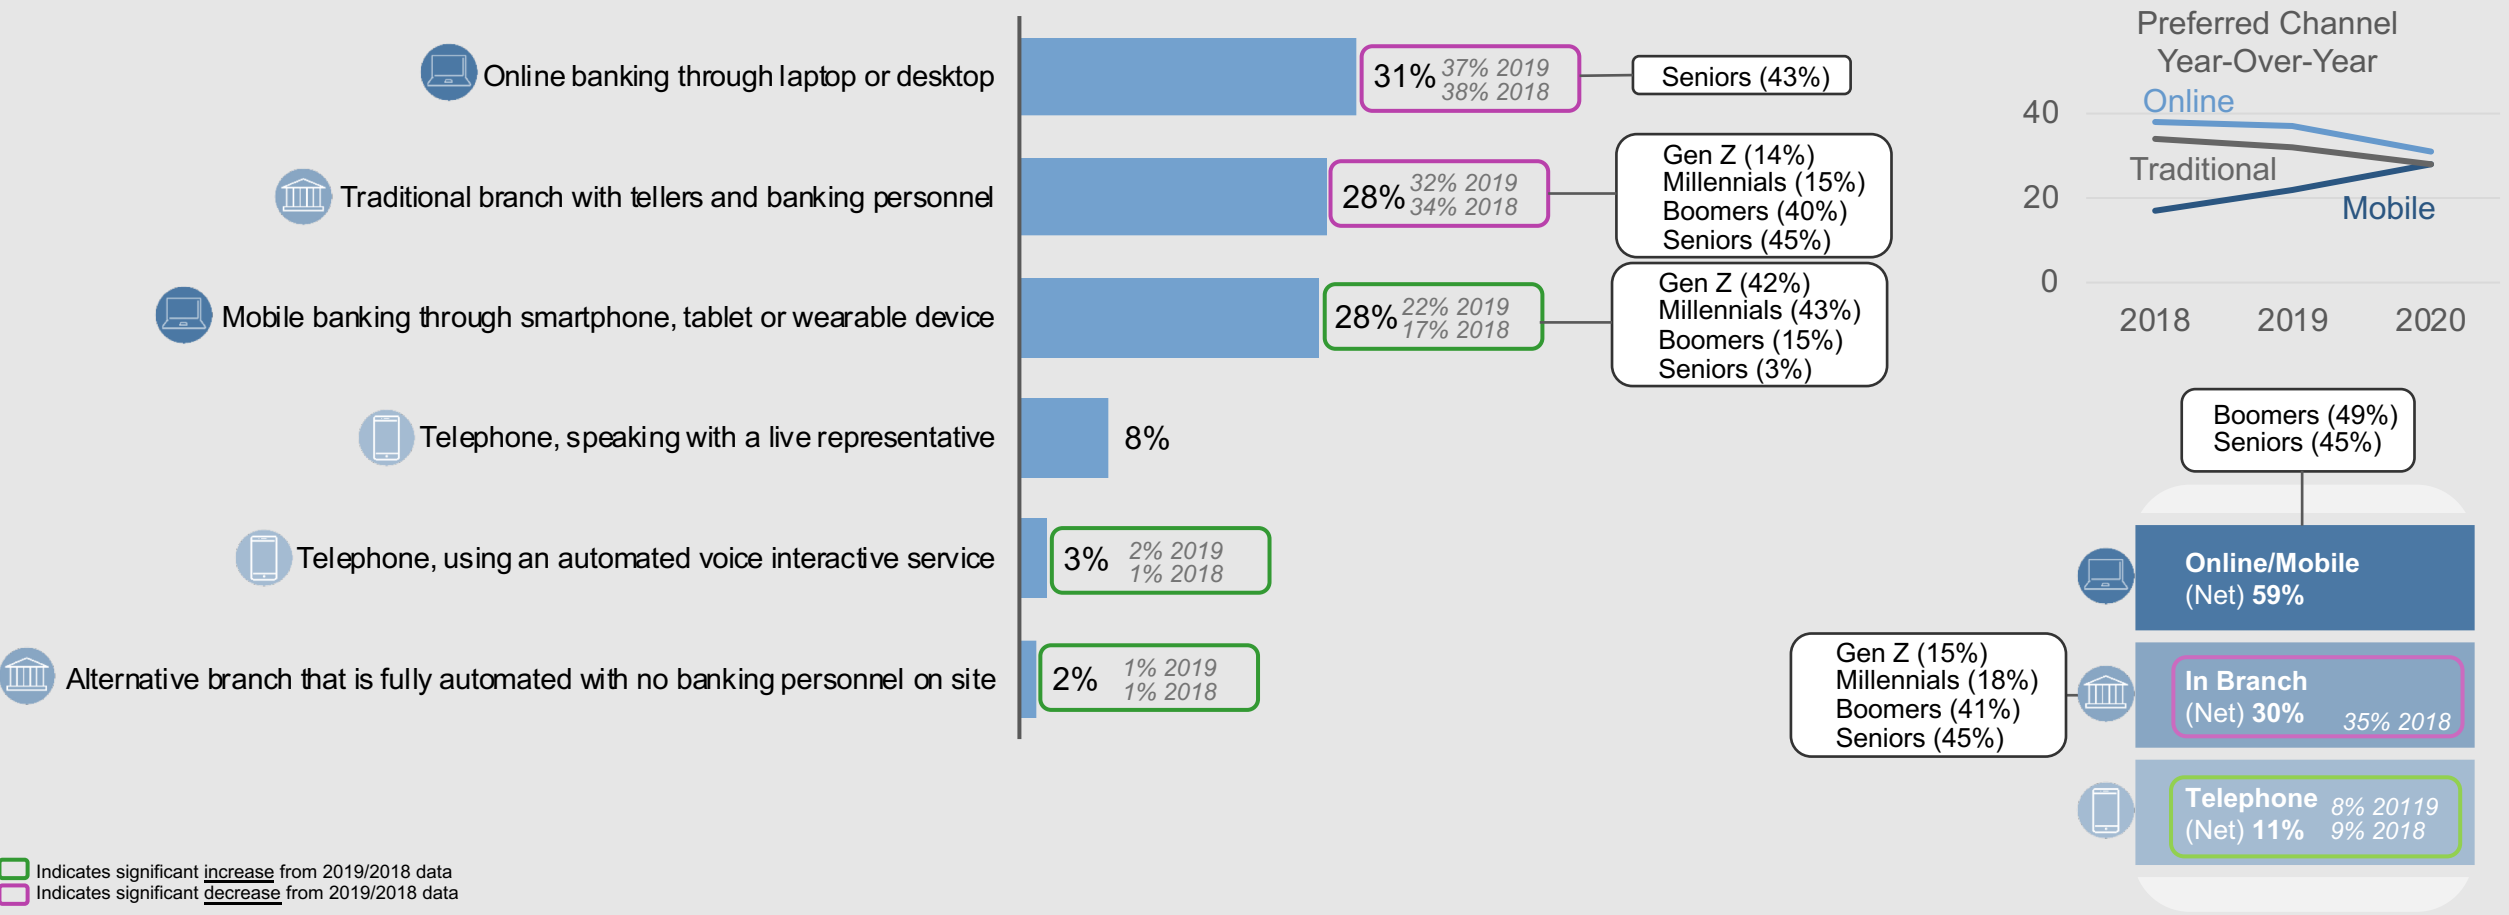 Online banking through laptop or desktop
31% 37% 2019
38% 2018
Seniors (43%)
Traditional branch with tellers and banking personnel
28% 32% 2019
34% 2018
Gen Z (14%)
Millennials (15%)
Boomers (40%)
Seniors (45%)
Mobile banking through smartphone, tablet or wearable device
28% 22% 2019
17% 2018
Gen Z (42%)
Millennials (43%)
Boomers (15%)
Seniors (3%)
Telephone, speaking with a live representative
8%
Telephone, using an automated voice interactive service
3% 2% 2019
1% 2018
Alternative branch that is fully automated with no banking personnel on site
2% 1% 2019
1% 2018
Indicates significant increase from 2019/2018 data
Indicates significant decrease from 2019/2018 data
Preferred Channel
Year-Over-Year
Online
40
Traditional
20
Mobile
0
2018 2019 2020
Boomers (49%)
Seniors (45%)
Online/Mobile
(Net) 59%
Gen Z (15%)
Millennials (18%)
Boomers (41%)
Seniors (45%)
In Branch
(Net) 30% 35% 2018
Telephone 8% 20119
(Net) 11% 9% 2018